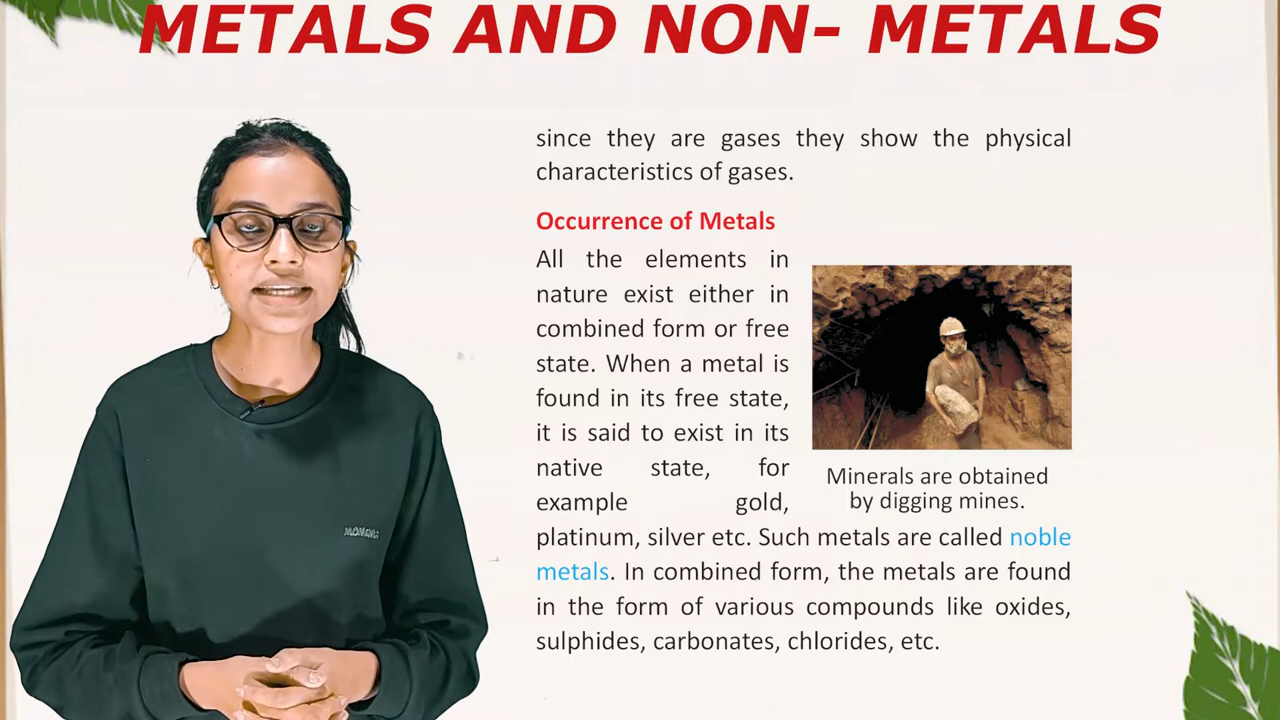 METALS AND NON- METALS
since they are gases they show the physical
characteristics of gases.
Occurrence of Metals
All the elements in
nature exist either in
combined form or free
state. When a metal is
found in its free state,
it is said to exist in its
native state, for
example gold,
platinum, silver etc. Such metals are called noble
metals. In combined form, the metals are found
in the form of various compounds like oxides,
sulphides, carbonates, chlorides, etc.
Minerals are obtained
by digging mines.